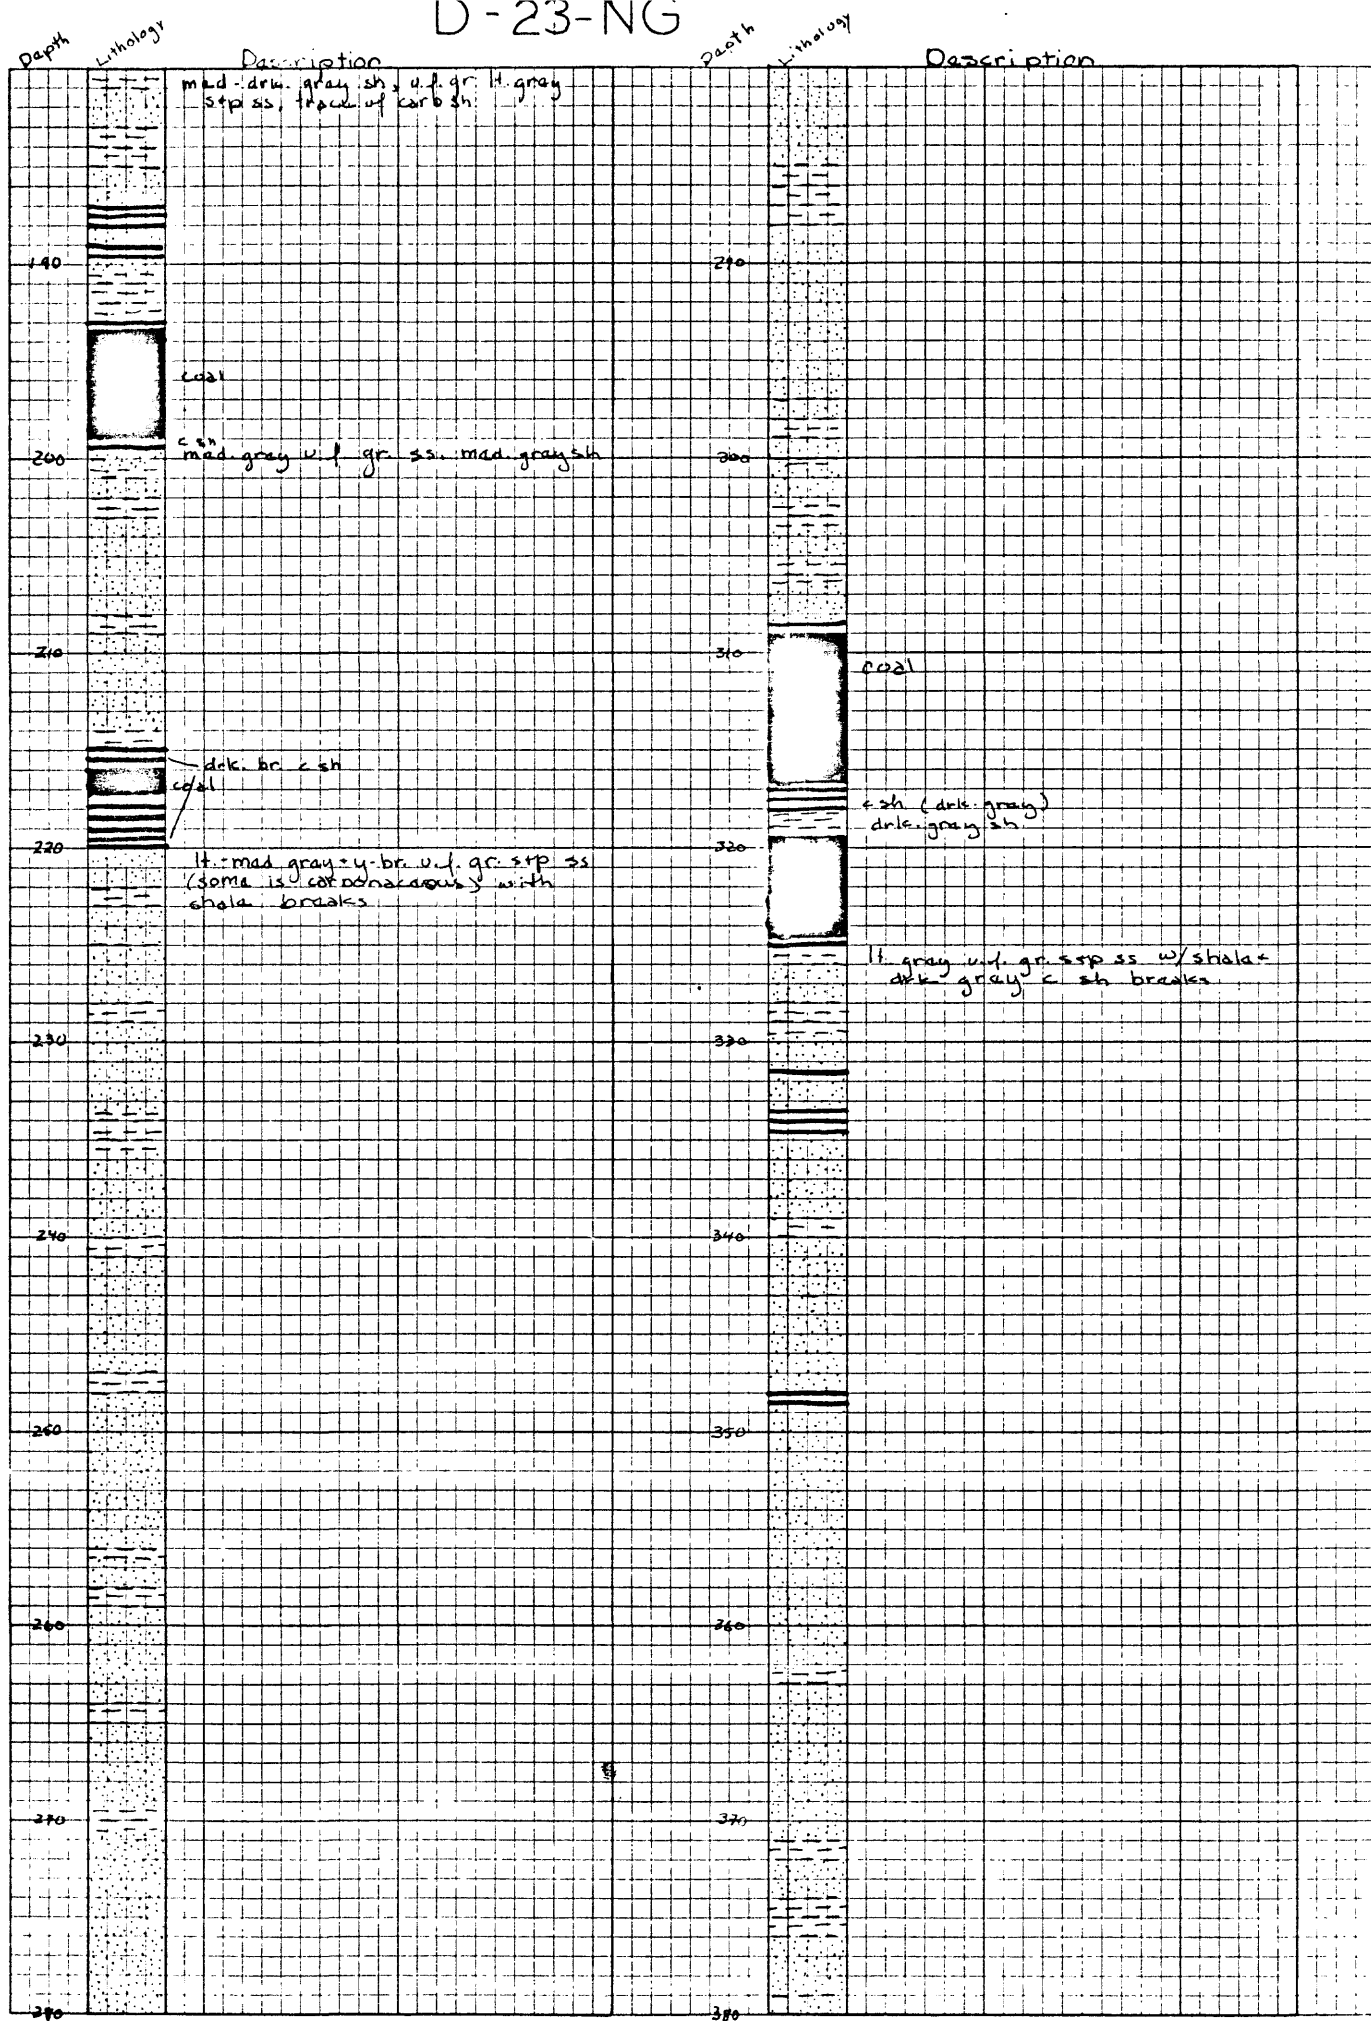 D-23-NG
Depth
Lithology
Description
med-drk. gray sh, v.f. gr. lt. gray
s+p ss, trace of carb sh
190
coal
c sh
200
med. gray v.f. gr. ss, med. gray sh
210
drk. br. c sh
coal
220
lt.-med gray + y-br. v.f. gr. s+p ss
(some is carbonaceous) with
shale breaks
230
240
250
260
270
280
Depth
Lithology
Description
290
300
310
coal
c sh (drk. gray)
drk. gray sh
320
lt. gray v.f. gr. s+p ss w/ shale +
drk gray c sh breaks
330
340
350
360
370
380